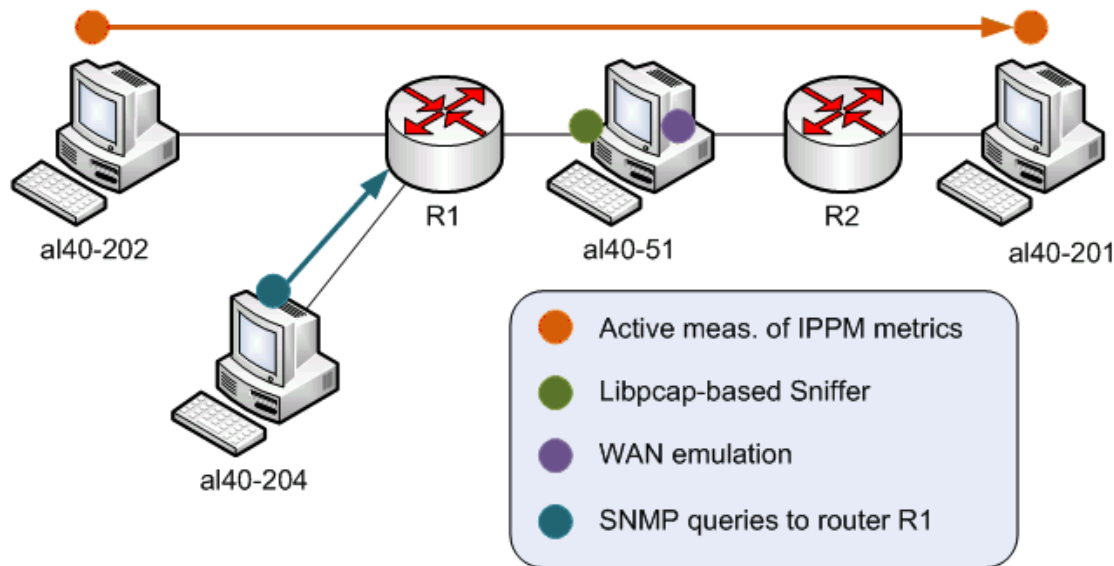 R1
R2
al40-202
al40-51
al40-201
al40-204
Active meas. of IPPM metrics
Libpcap-based Sniffer
WAN emulation
SNMP queries to router R1